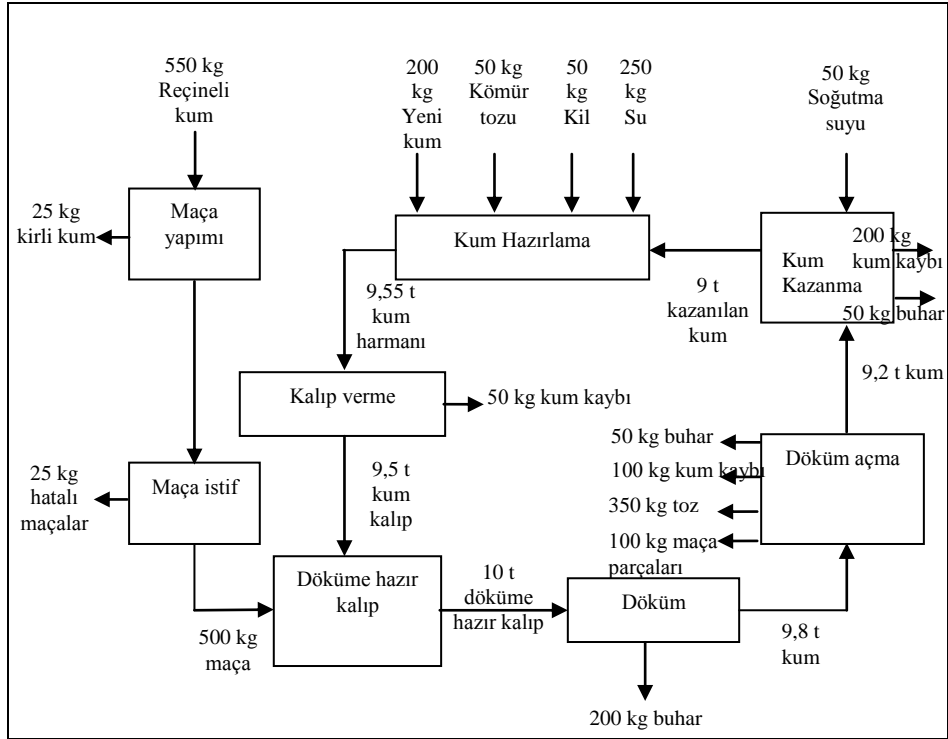 550 kg
Reçineli
kum
200
kg
Yeni
kum
50 kg
Kömür
tozu
50
kg
Kil
250
kg
Su
50 kg
Soğutma
suyu
25 kg
kirli kum
Maça
yapımı
Kum Hazırlama
Kum
Kazanma
200 kg
kum kaybı
50 kg buhar
9 t
kazanılan
kum
9,55 t
kum
harmanı
9,2 t kum
Kalıp verme
50 kg kum kaybı
50 kg buhar
100 kg kum kaybı
350 kg toz
100 kg maça
parçaları
Döküm açma
25 kg
hatalı
maçalar
Maça istif
9,5 t
kum
kalıp
Döküme hazır
kalıp
10 t
döküme
hazır kalıp
Döküm
500 kg
maça
9,8 t
kum
200 kg buhar